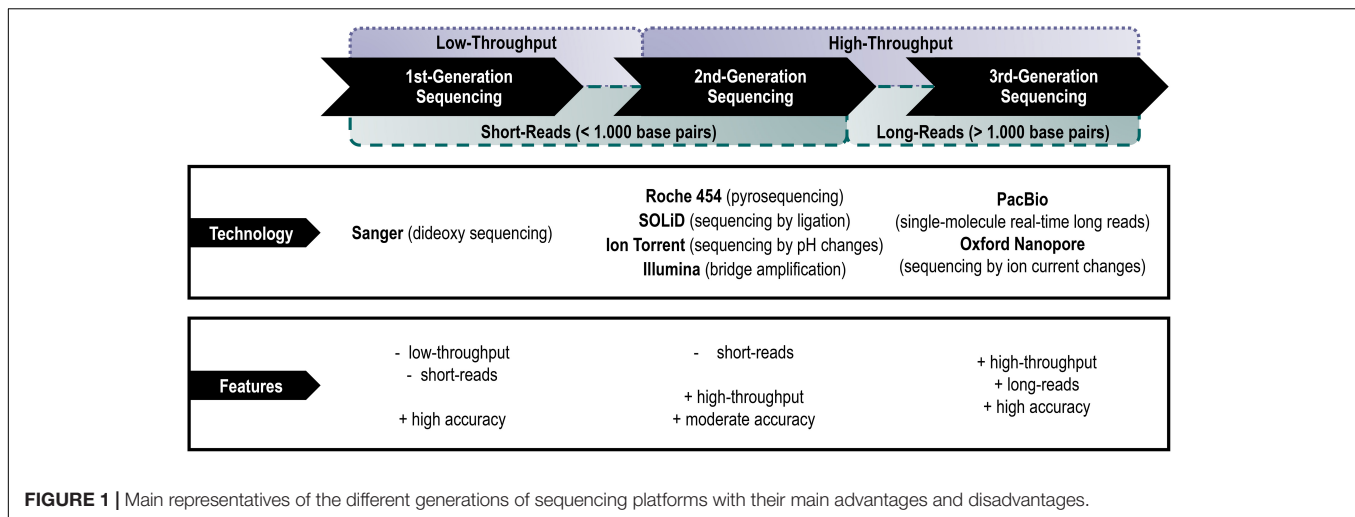 Low-Throughput
High-Throughput
1st-Generation
Sequencing
2nd-Generation
Sequencing
3rd-Generation
Sequencing
Short-Reads (< 1.000 base pairs)
Long-Reads (> 1.000 base pairs)
Technology
Sanger (dideoxy sequencing)
Roche 454 (pyrosequencing)
SOLiD (sequencing by ligation)
Ion Torrent (sequencing by pH changes)
Illumina (bridge amplification)
PacBio
(single-molecule real-time long reads)
Oxford Nanopore
(sequencing by ion current changes)
Features
- low-throughput
- short-reads
+ high accuracy
- short-reads
+ high-throughput
+ moderate accuracy
+ high-throughput
+ long-reads
+ high accuracy
FIGURE 1 | Main representatives of the different generations of sequencing platforms with their main advantages and disadvantages.